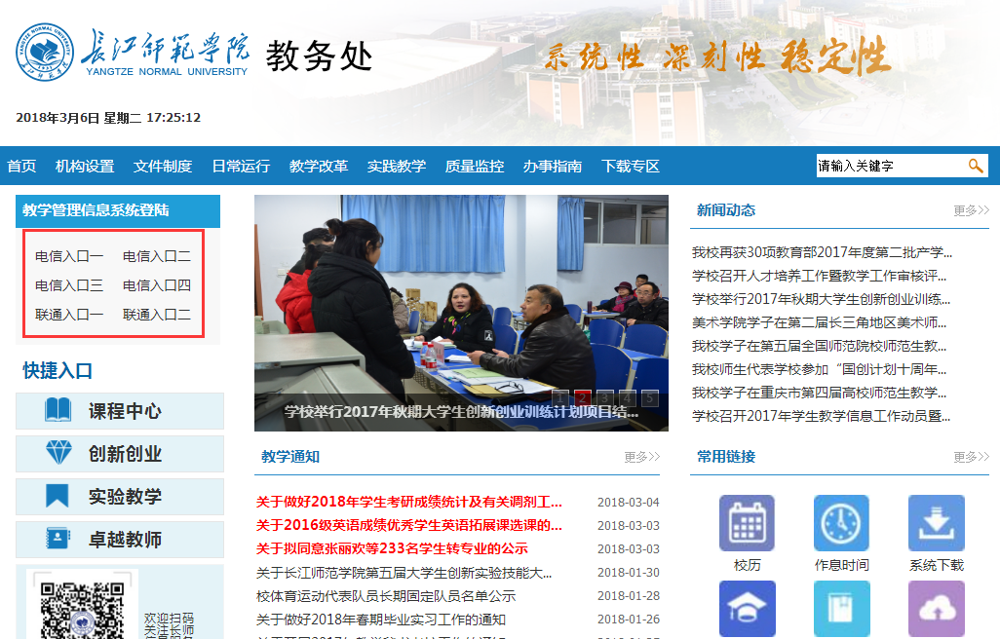 YANGTZE NORMAL UNIVERSITY
长江师范学院
长江师範学院
YANGTZE NORMAL UNIVERSITY
教务处
系统性 深刻性 稳定性
2018年3月6日 星期二 17:25:12
首页 机构设置 文件制度 日常运行 教学改革 实践教学 质量监控 办事指南 下载专区
请输入关键字
教学管理信息系统登陆
电信入口一 电信入口二
电信入口三 电信入口四
联通入口一 联通入口二
快捷入口
课程中心
创新创业
实验教学
卓越教师
欢迎扫码
关注长师
1 2 3 4 5
学校举行2017年秋期大学生创新创业训练计划项目结...
教学通知 更多>>
关于做好2018年学生考研成绩统计及有关调剂工... 2018-03-04
关于2016级英语成绩优秀学生英语拓展课选课的... 2018-03-03
关于拟同意张丽欢等233名学生转专业的公示 2018-03-03
关于长江师范学院第五届大学生创新实验技能大... 2018-01-30
校体育运动代表队员长期固定队员名单公示 2018-01-28
关于做好2018年春期毕业实习工作的通知 2018-01-26
新闻动态 更多>>
我校再获30项教育部2017年度第二批产学...
学校召开人才培养工作暨教学工作审核评...
学校举行2017年秋期大学生创新创业训练...
美术学院学子在第二届长三角地区美术师...
我校学子在第五届全国师范院校师范生教...
我校师生代表学校参加“国创计划十周年...
我校学子在重庆市第四届高校师范生教学...
学校召开2017年学生教学信息工作动员暨...
常用链接 更多>>
校历 作息时间 系统下载